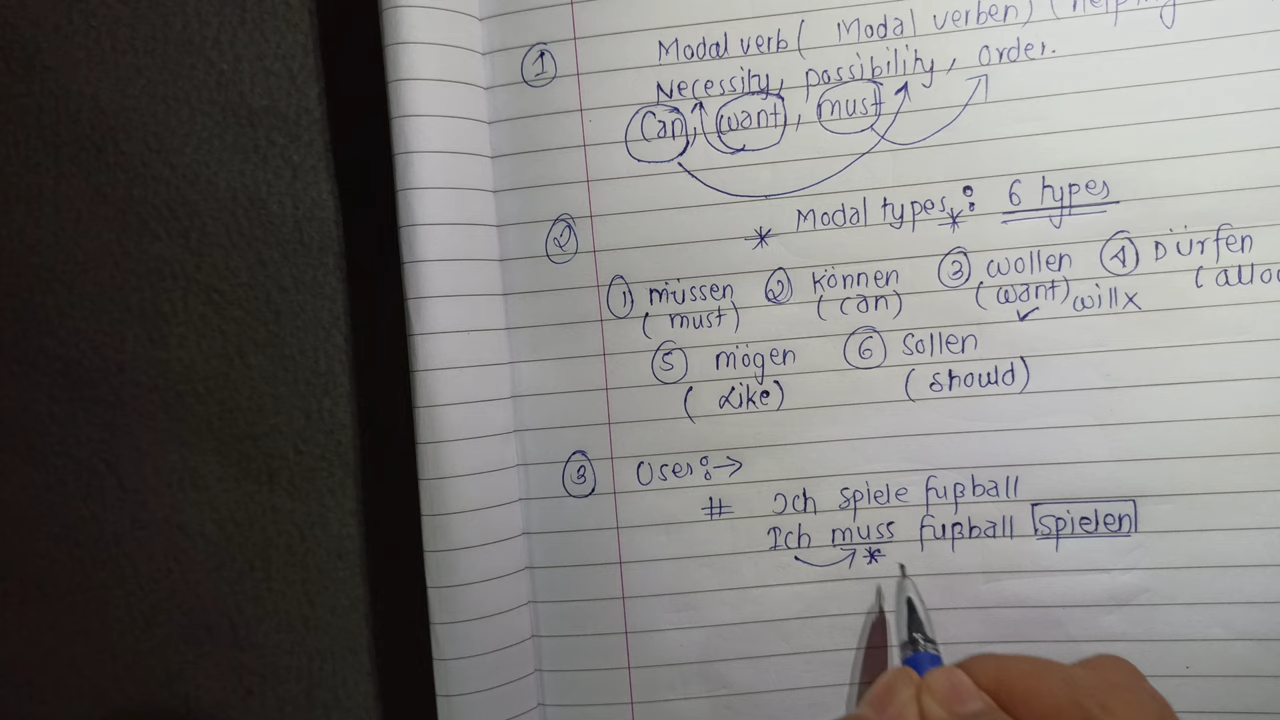 ① Modal verb ( Modal verben) (
Necessity, possibility, order.
Can, want, must
② * Modal types * : 6 types
① müssen ② können ③ wollen ④ Dürfen
( must) (can) (want) will x
⑤ mögen ⑥ sollen
( Like) (should)
③ Uses :→
# Ich spiele fußball
Ich muss fußball spielen
*